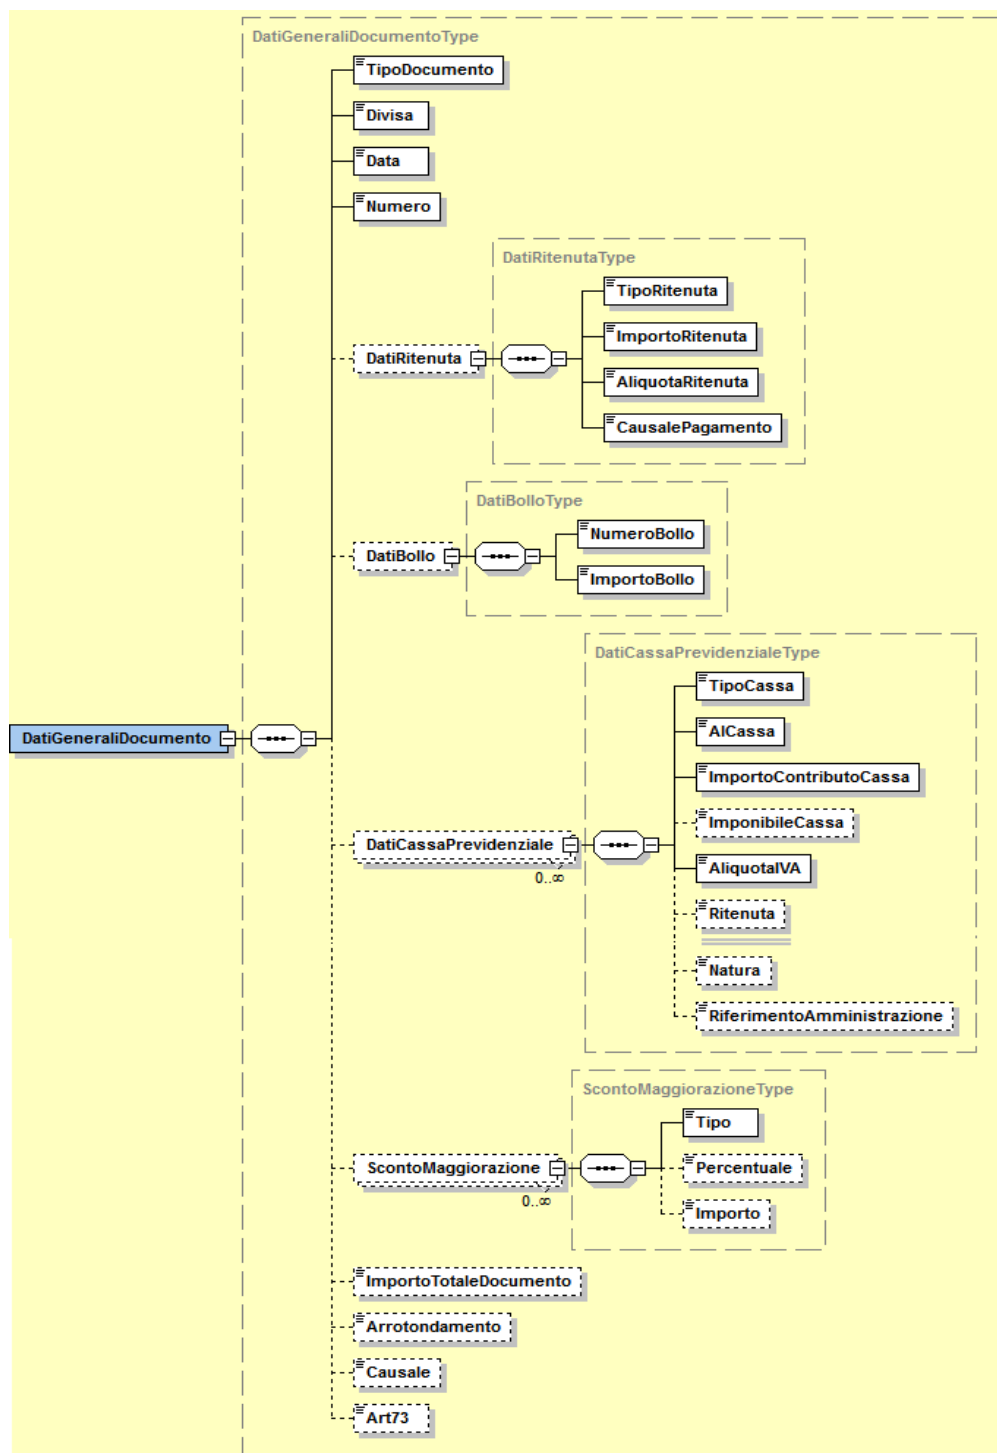 DatiGeneraliDocumentoType
TipoDocumento
Divisa
Data
Numero
DatiRitenutaType
TipoRitenuta
ImportoRitenuta
DatiRitenuta
AliquotaRitenuta
CausalePagamento
DatiBolloType
NumeroBollo
DatiBollo
ImportoBollo
DatiCassaPrevidenzialeType
TipoCassa
AlCassa
DatiGeneraliDocumento
ImportoContributoCassa
ImponibileCassa
DatiCassaPrevidenziale
0..∞
AliquotaIVA
Ritenuta
Natura
RiferimentoAmministrazione
ScontoMaggiorazioneType
Tipo
ScontoMaggiorazione
0..∞
Percentuale
Importo
ImportoTotaleDocumento
Arrotondamento
Causale
Art73